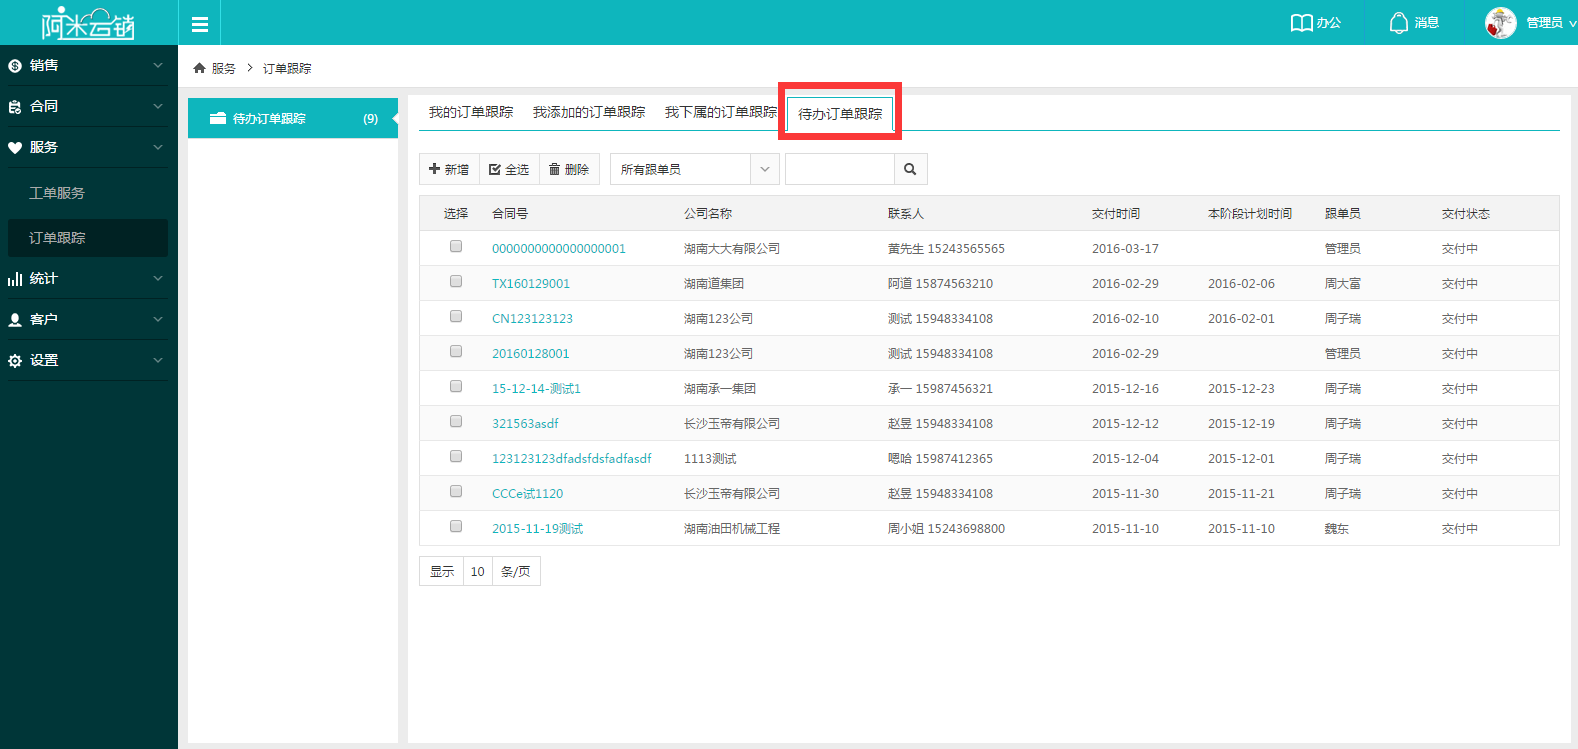 阿米云销
办公 消息 管理员
销售
合同
服务
工单服务
订单跟踪
统计
客户
设置
服务 > 订单跟踪
待办订单跟踪 (9)
我的订单跟踪 我添加的订单跟踪 我下属的订单跟踪 待办订单跟踪
新增 全选 删除 所有跟单员
选择 合同号 公司名称 联系人 交付时间 本阶段计划时间 跟单员 交付状态
0000000000000000001 湖南大大有限公司 黄先生 15243565565 2016-03-17 管理员 交付中
TX160129001 湖南道集团 阿道 15874563210 2016-02-29 2016-02-06 周大富 交付中
CN123123123 湖南123公司 测试 15948334108 2016-02-10 2016-02-01 周子瑞 交付中
20160128001 湖南123公司 测试 15948334108 2016-02-29 管理员 交付中
15-12-14-测试1 湖南承一集团 承一 15987456321 2015-12-16 2015-12-23 周子瑞 交付中
321563asdf 长沙玉帝有限公司 赵昱 15948334108 2015-12-12 2015-12-19 周子瑞 交付中
123123123dfadsfdsfadfasdf 1113测试 嗯哈 15987412365 2015-12-04 2015-12-01 周子瑞 交付中
CCCe试1120 长沙玉帝有限公司 赵昱 15948334108 2015-11-30 2015-11-21 周子瑞 交付中
2015-11-19测试 湖南油田机械工程 周小姐 15243698800 2015-11-10 2015-11-10 魏东 交付中
显示 10 条/页